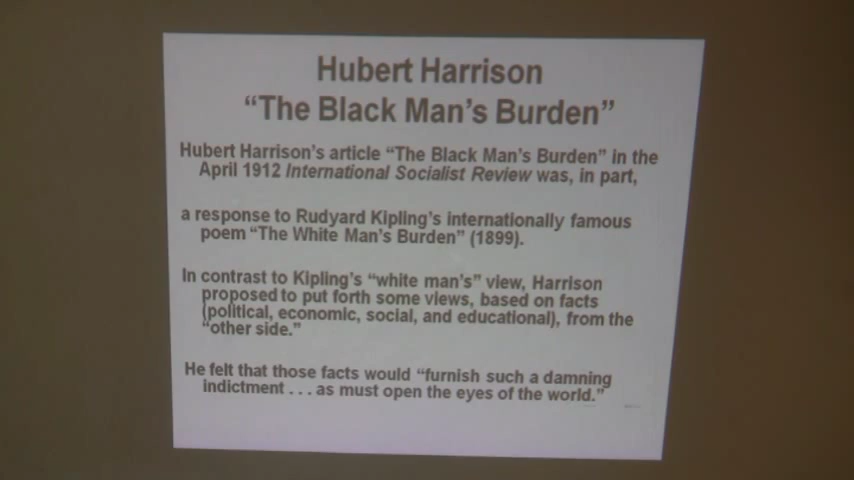 Hubert Harrison
“The Black Man’s Burden”
Hubert Harrison’s article “The Black Man’s Burden” in the
April 1912 International Socialist Review was, in part,
a response to Rudyard Kipling’s internationally famous
poem “The White Man’s Burden” (1899).
In contrast to Kipling’s “white man’s” view, Harrison
proposed to put forth some views, based on facts
(political, economic, social, and educational), from the
“other side.”
He felt that those facts would “furnish such a damning
indictment . . . as must open the eyes of the world.”